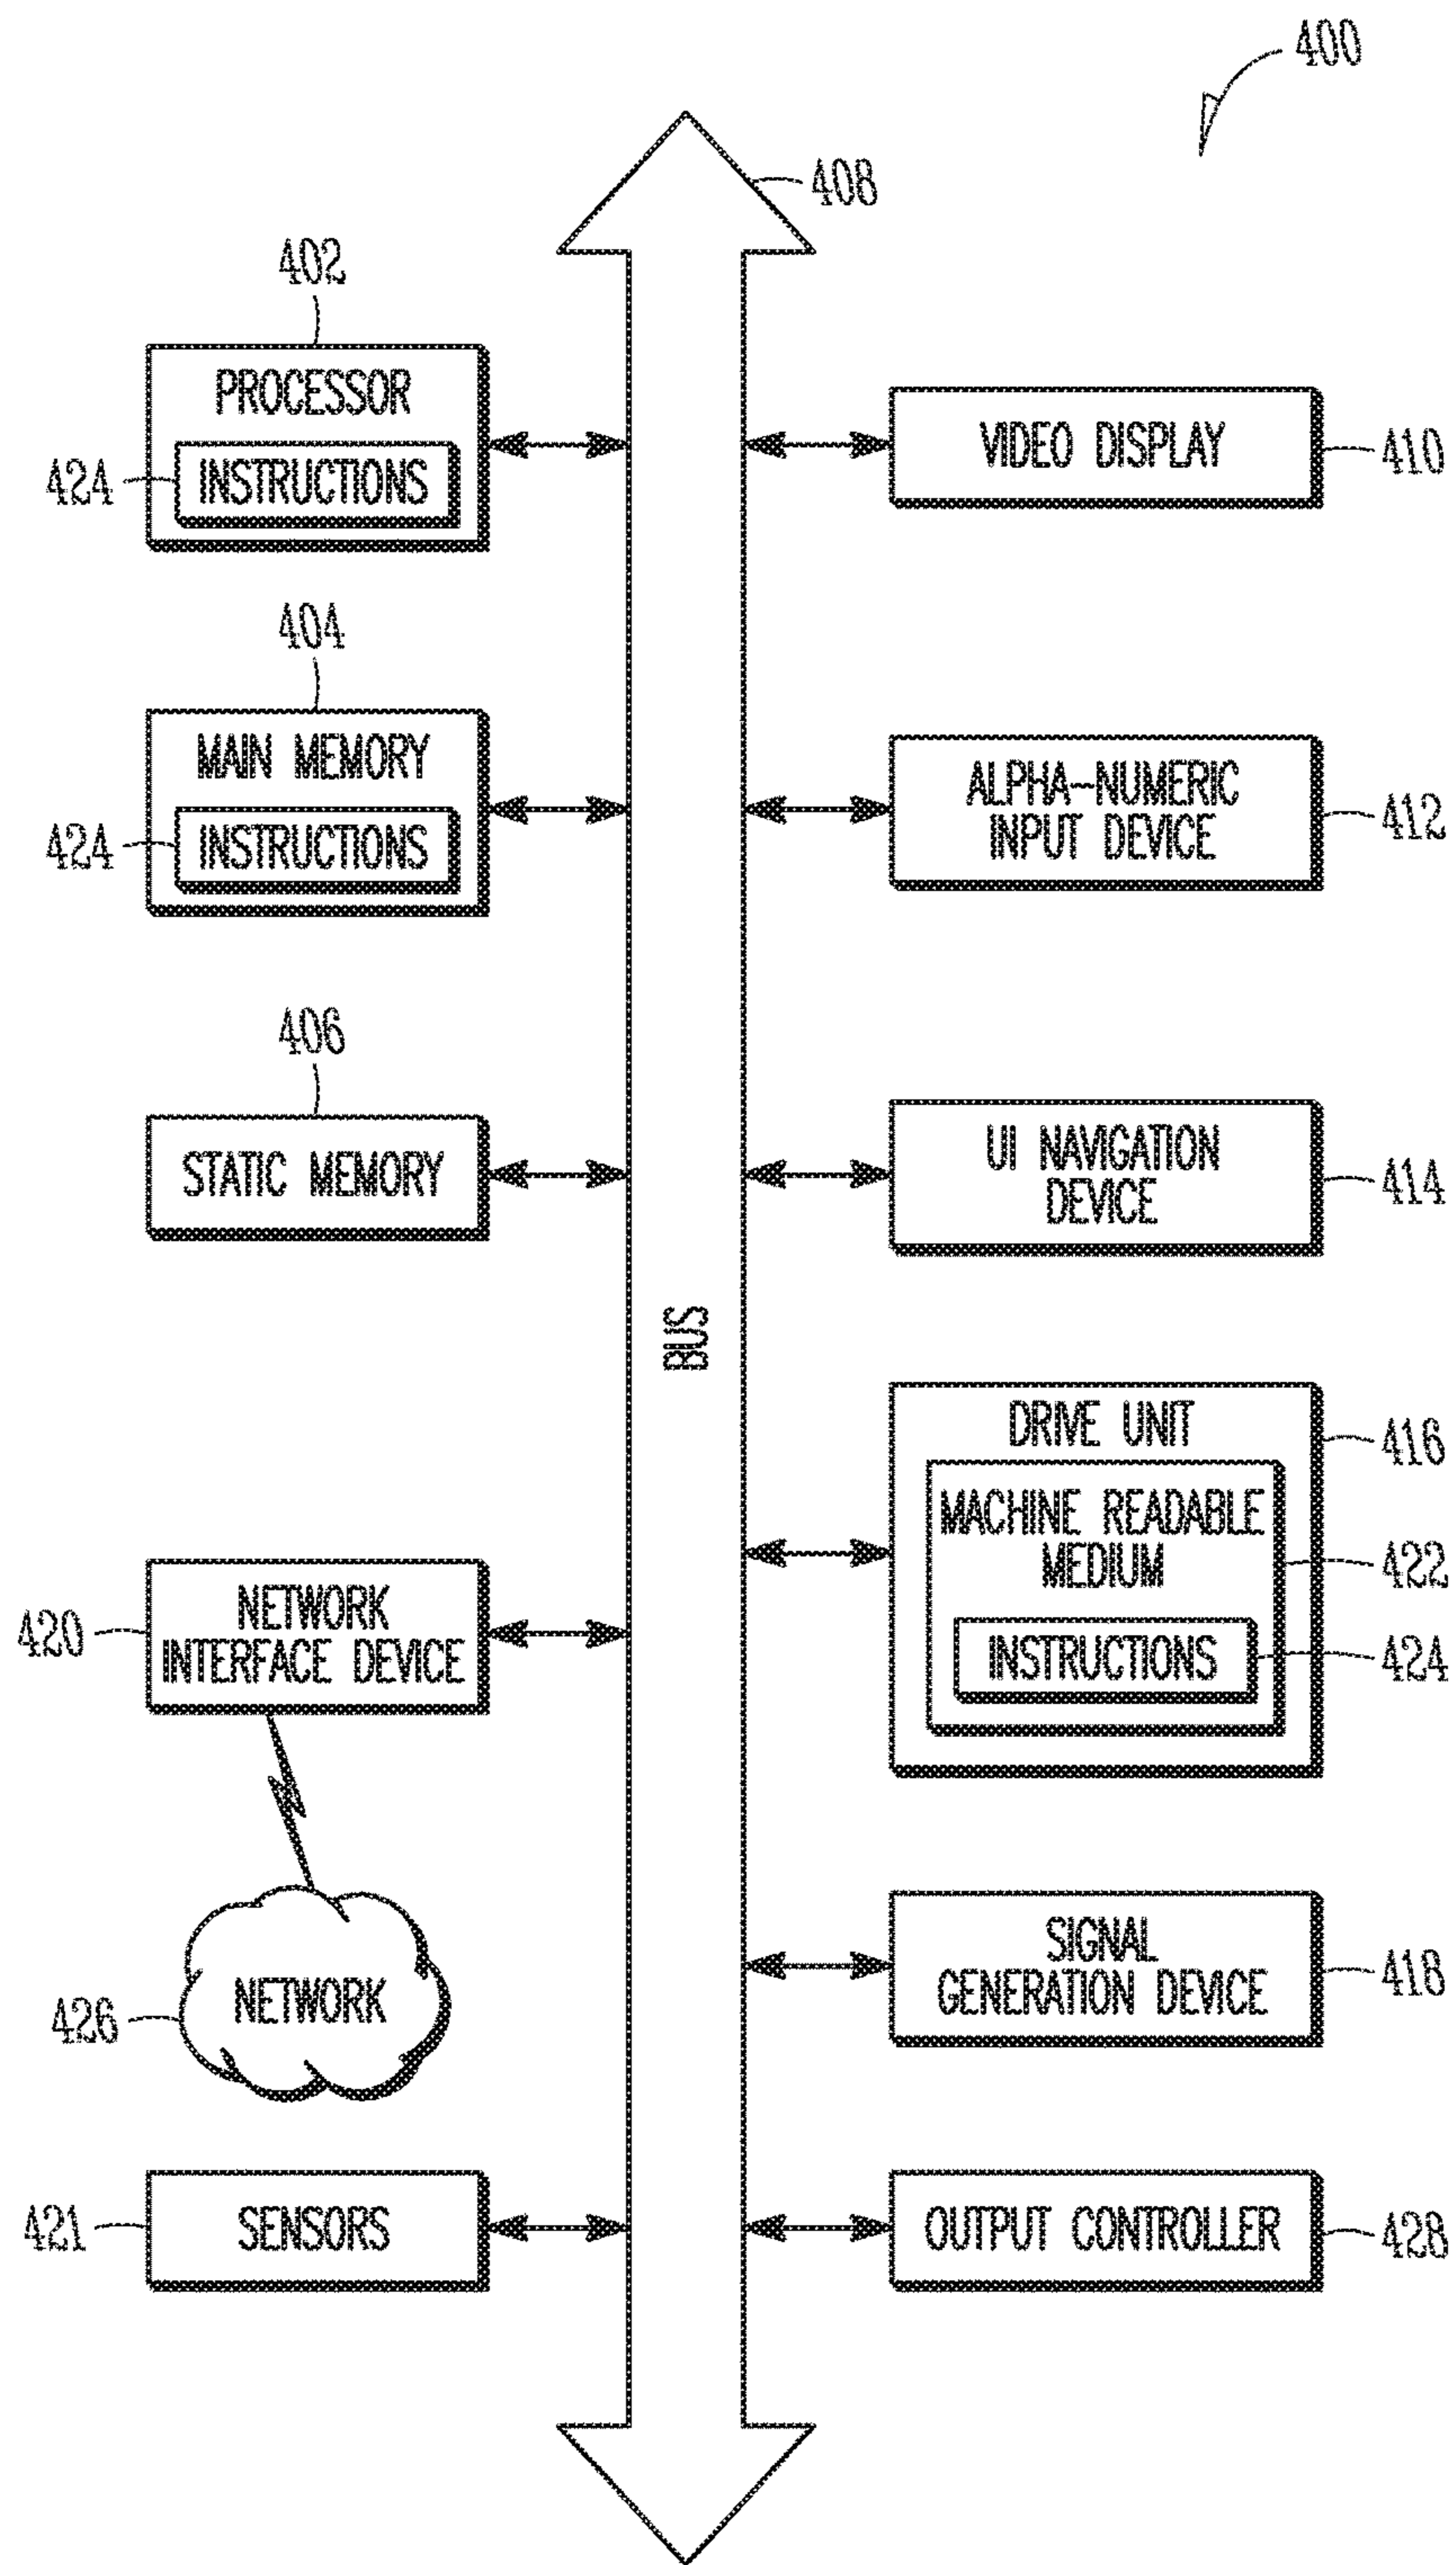 400
408
402
PROCESSOR
424
INSTRUCTIONS
VIDEO DISPLAY
410
404
MAIN MEMORY
424
INSTRUCTIONS
ALPHA-NUMERIC
INPUT DEVICE
412
406
STATIC MEMORY
UI NAVIGATION
DEVICE
414
BUS
DRIVE UNIT
416
MACHINE READABLE
MEDIUM
422
INSTRUCTIONS
424
420
NETWORK
INTERFACE DEVICE
426
NETWORK
SIGNAL
GENERATION DEVICE
418
421
SENSORS
OUTPUT CONTROLLER
428